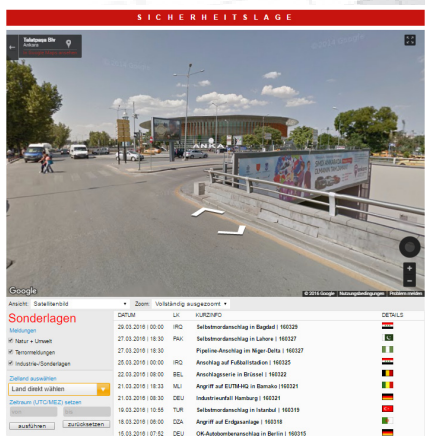 SICHERHEITSLAGE
Talatpaşa Blv
Ankara
ANKA
Google
© 2016 Google Nutzungsbedingungen Problem melden
Ansicht: Satellitenbild Zoom: Vollständig ausgezoomt
Sonderlagen
Meldungen
Natur + Umwelt
Terrormeldungen
Industrie-/Sonderlagen
Zielland auswählen
Land direkt wählen
Zeitraum (UTC/MEZ) setzen
ausführen zurücksetzen
DATUM LK KURZINFO DETAILS
29.03.2016 | 00:00 IRQ Selbstmordanschlag in Bagdad | 160329
27.03.2016 | 18:30 PAK Selbstmordanschlag in Lahore | 160327
27.03.2016 | 18:30 Pipeline-Anschlag im Niger-Delta | 160327
25.03.2016 | 00:00 IRQ Anschlag auf Fußballstadion | 160325
22.03.2016 | 08:00 BEL Anschlagsserie in Brüssel | 160322
21.03.2016 | 18:33 MLI Angriff auf EUTM-HQ in Bamako | 160321
21.03.2016 | 08:30 DEU Industrieunfall Hamburg | 160321
19.03.2016 | 10:55 TUR Selbstmordanschlag in Istanbul | 160319
18.03.2016 | 06:00 DZA Angriff auf Erdgasanlage | 160318
15.03.2016 | 07:52 DEU OK-Autobombenanschlag in Berlin | 160315